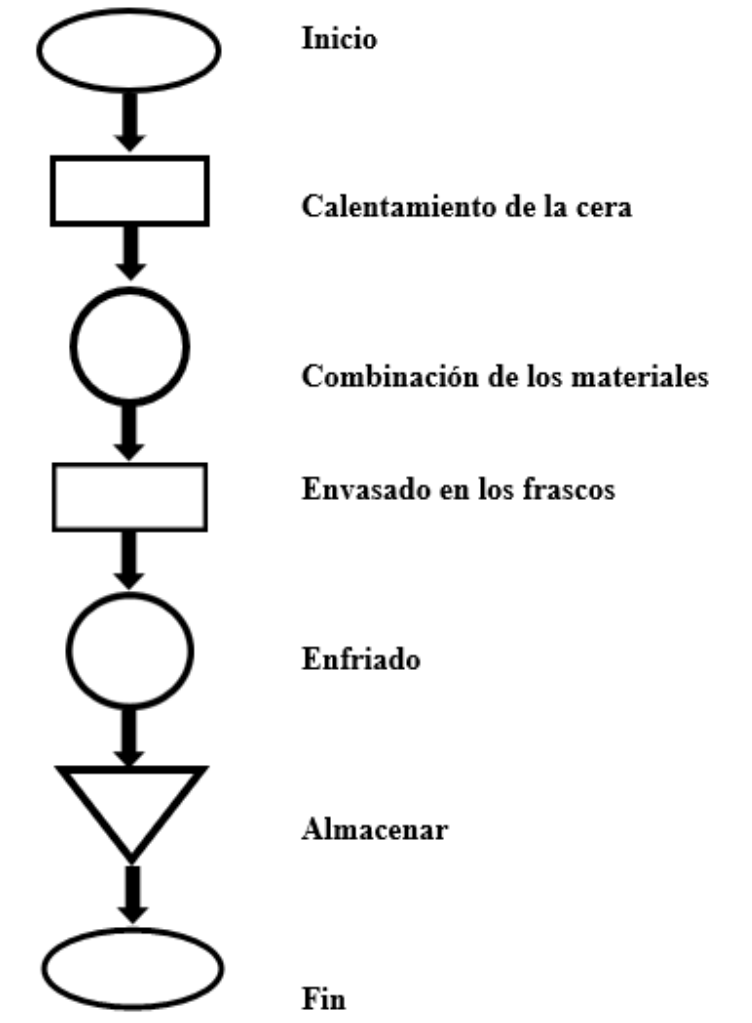 Inicio
Calentamiento de la cera
Combinación de los materiales
Envasado en los frascos
Enfriado
Almacenar
Fin